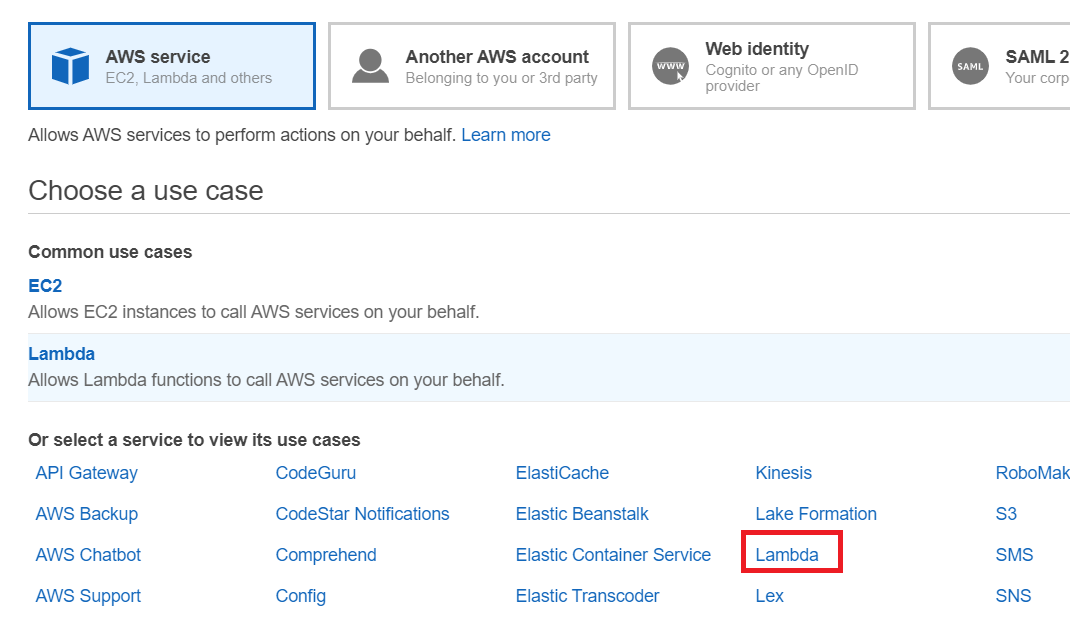 AWS service
EC2, Lambda and others
Another AWS account
Belonging to you or 3rd party
WWW
Web identity
Cognito or any OpenID
provider
SAML
SAML 2
Your corp
Allows AWS services to perform actions on your behalf. Learn more
Choose a use case
Common use cases
EC2
Allows EC2 instances to call AWS services on your behalf.
Lambda
Allows Lambda functions to call AWS services on your behalf.
Or select a service to view its use cases
API Gateway CodeGuru ElastiCache Kinesis RoboMak
AWS Backup CodeStar Notifications Elastic Beanstalk Lake Formation S3
AWS Chatbot Comprehend Elastic Container Service Lambda SMS
AWS Support Config Elastic Transcoder Lex SNS